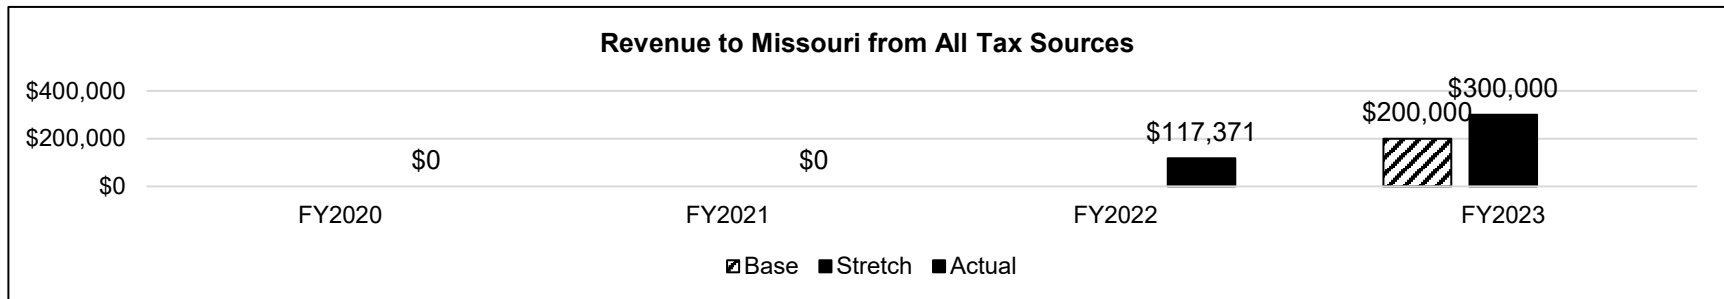 Revenue to Missouri from All Tax Sources
$400,000
$200,000
$0
$0
$0
$117,371
$200,000
$300,000
FY2020
FY2021
FY2022
FY2023
Base
Stretch
Actual